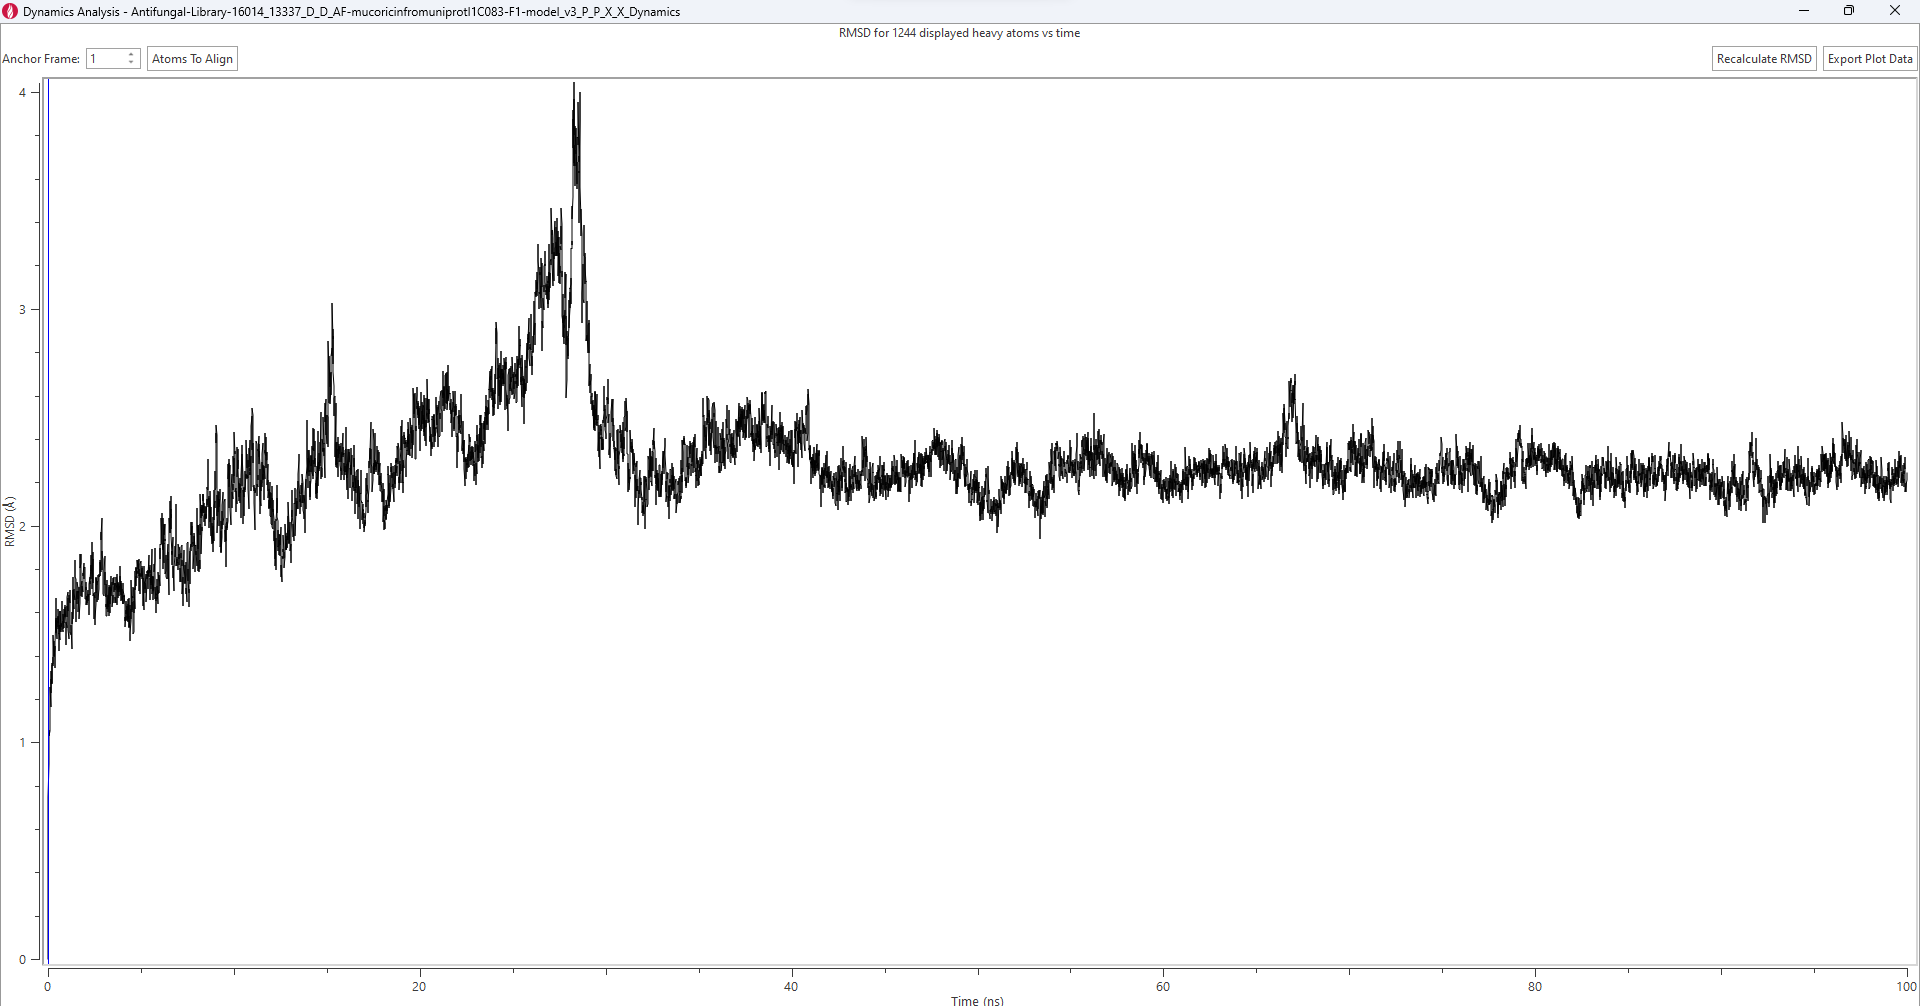 Dynamics Analysis - Antifungal-Library-16014_13337_D_D_AF-mucoricinfromuniprotI1C083-F1-model_v3_P_P_X_X_Dynamics
RMSD for 1244 displayed heavy atoms vs time
Anchor Frame: 1 Atoms To Align Recalculate RMSD Export Plot Data
4
3
2
1
0
RMSD (Å)
0 20 40 60 80 100
Time (ns)